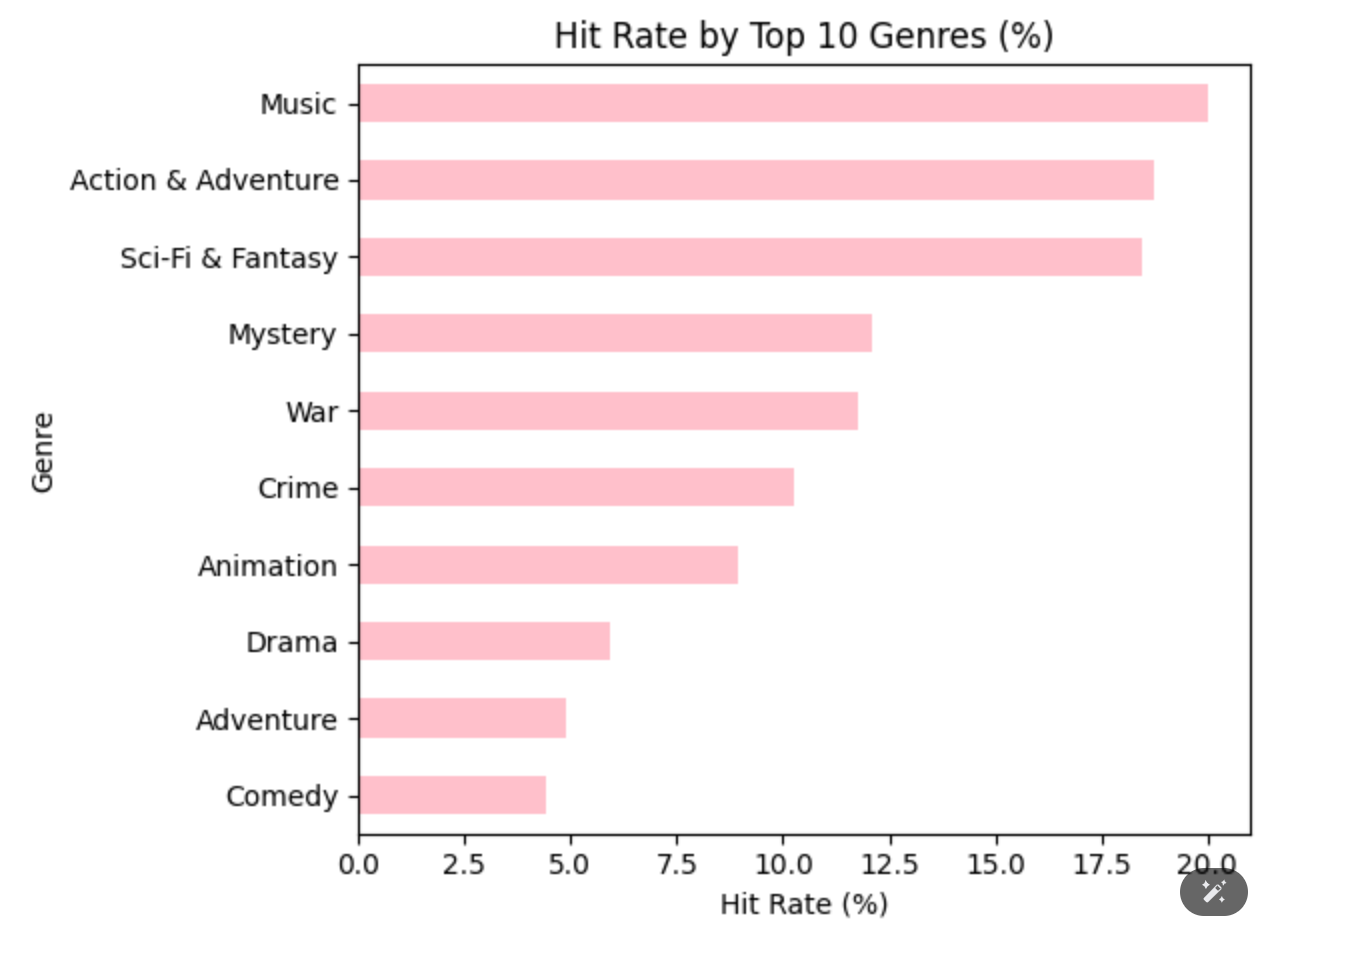 Hit Rate by Top 10 Genres (%)
Music
Action & Adventure
Sci-Fi & Fantasy
Mystery
War
Crime
Animation
Drama
Adventure
Comedy
Genre
0.0 2.5 5.0 7.5 10.0 12.5 15.0 17.5 20.0
Hit Rate (%)